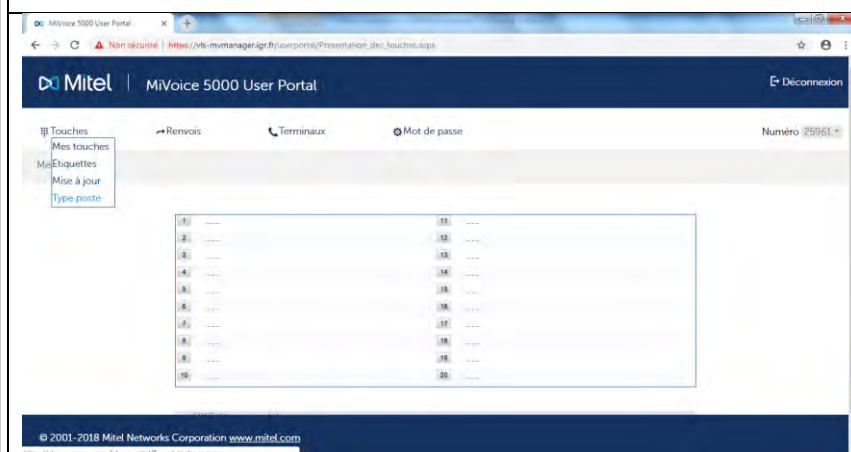 MiVoice 5000 User Portal
Non sécurisé | https://vfs-mvmanager.igr.fr/userportal/Presentation_des_touches.aspx
Mitel | MiVoice 5000 User Portal Déconnexion
Touches Renvois Terminaux Mot de passe Numéro 25961
Mes touches
Me Etiquettes
Mise à jour
Type poste
1 ---- 11 ----
2 ---- 12 ----
3 ---- 13 ----
4 ---- 14 ----
5 ---- 15 ----
6 ---- 16 ----
7 ---- 17 ----
8 ---- 18 ----
9 ---- 19 ----
10 ---- 20 ----
© 2001-2018 Mitel Networks Corporation www.mitel.com